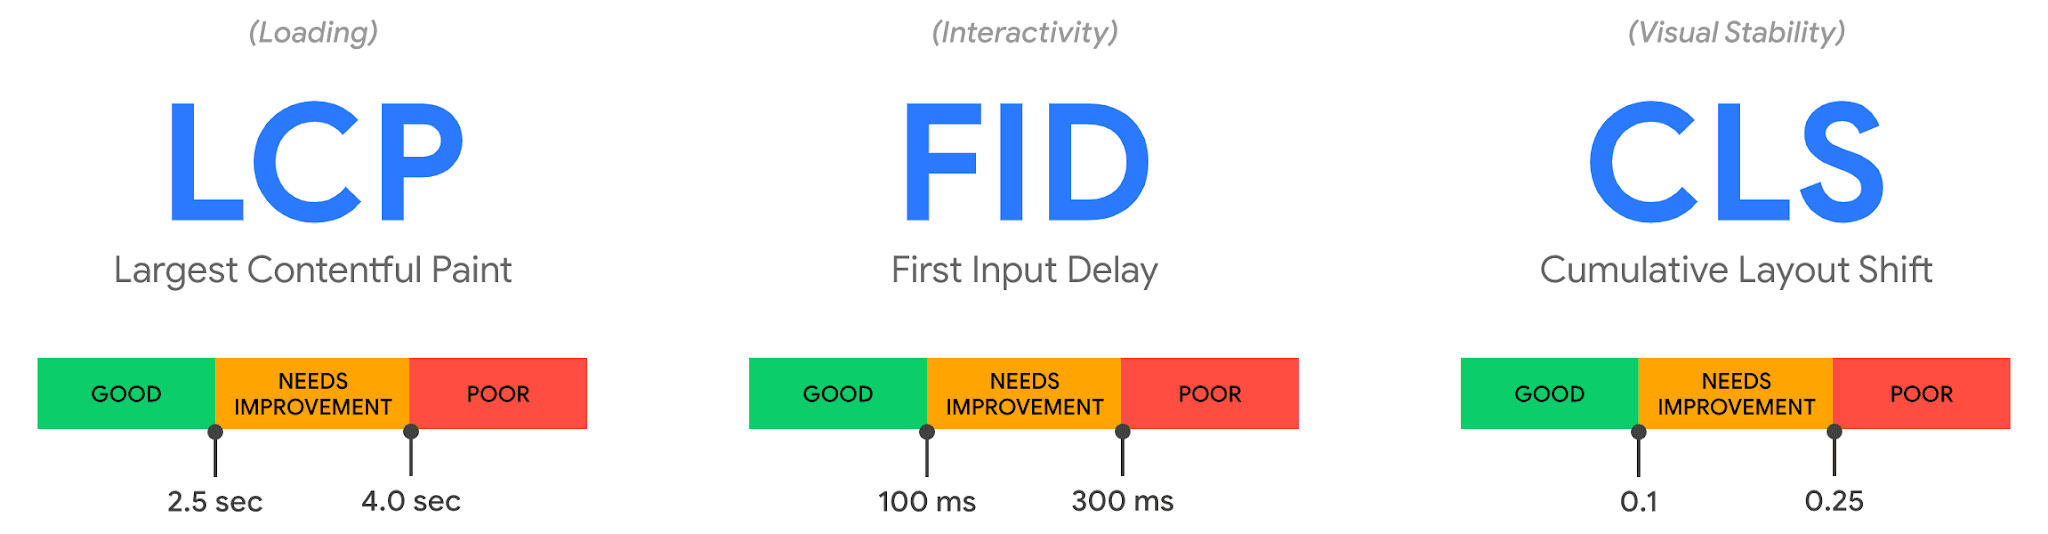 (Loading)
LCP
Largest Contentful Paint
GOOD
NEEDS
IMPROVEMENT
POOR
2.5 sec
4.0 sec
(Interactivity)
FID
First Input Delay
GOOD
NEEDS
IMPROVEMENT
POOR
100 ms
300 ms
(Visual Stability)
CLS
Cumulative Layout Shift
GOOD
NEEDS
IMPROVEMENT
POOR
0.1
0.25